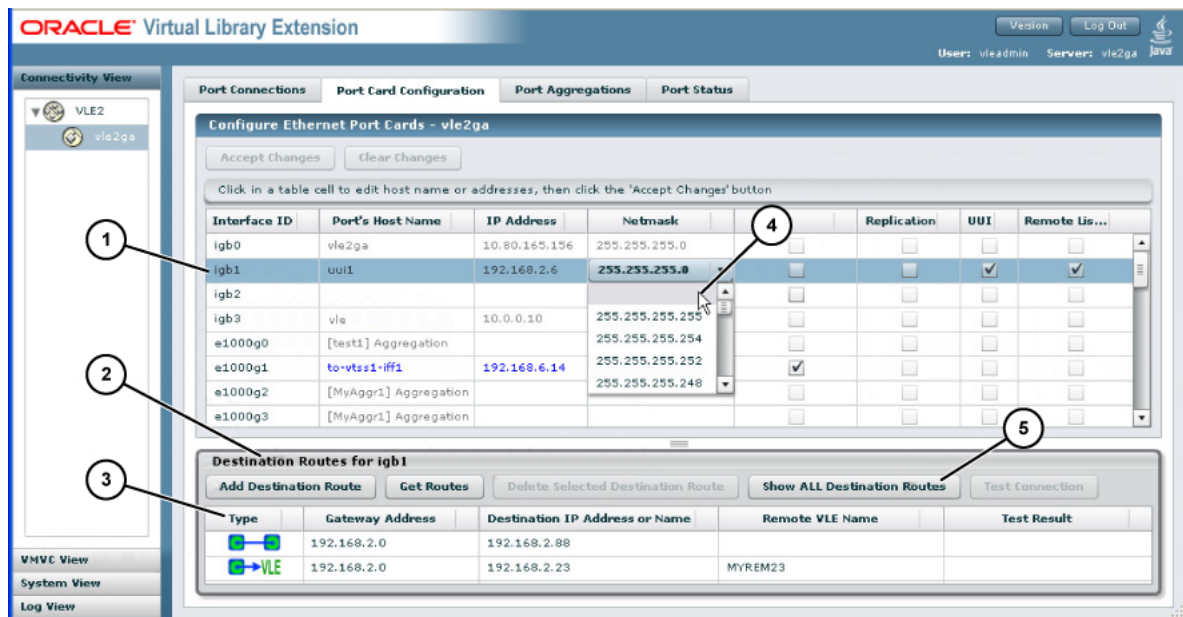 ORACLE Virtual Library Extension
Version Log Out
User: vleadmin Server: vle2ga Java
Connectivity View
VLE2
vle2ga
VMVC View
System View
Log View
Port Connections Port Card Configuration Port Aggregations Port Status
Configure Ethernet Port Cards - vle2ga
Accept Changes Clear Changes
Click in a table cell to edit host name or addresses, then click the 'Accept Changes' button
Interface ID Port's Host Name IP Address Netmask Replication UUI Remote Lis...
igb0 vle2ga 10.80.165.156 255.255.255.0
igb1 uui1 192.168.2.6 255.255.255.0
igb2
igb3 vle 10.0.0.10 255.255.255.255
e1000g0 [test1] Aggregation 255.255.255.254
e1000g1 to-vtss1-iff1 192.168.6.14 255.255.255.252
e1000g2 [MyAggr1] Aggregation 255.255.255.248
e1000g3 [MyAggr1] Aggregation
Destination Routes for igb1
Add Destination Route Get Routes Delete Selected Destination Route Show ALL Destination Routes Test Connection
Type Gateway Address Destination IP Address or Name Remote VLE Name Test Result
192.168.2.0 192.168.2.88
VLE 192.168.2.0 192.168.2.23 MYREM23
1
2
3
4
5